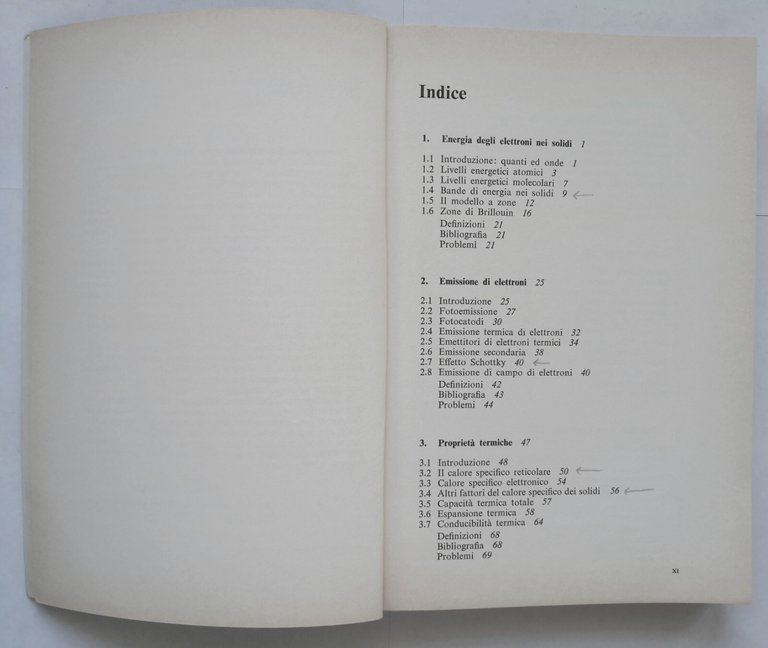 Indice
1. Energia degli elettroni nei solidi 1
1.1 Introduzione: quanti ed onde 1
1.2 Livelli energetici atomici 3
1.3 Livelli energetici molecolari 7
1.4 Bande di energia nei solidi 9
1.5 Il modello a zone 12
1.6 Zone di Brillouin 16
Definizioni 21
Bibliografia 21
Problemi 21
2. Emissione di elettroni 25
2.1 Introduzione 25
2.2 Fotoemissione 27
2.3 Fotocatodi 30
2.4 Emissione termica di elettroni 32
2.5 Emettitori di elettroni termici 34
2.6 Emissione secondaria 38
2.7 Effetto Schottky 40
2.8 Emissione di campo di elettroni 40
Definizioni 42
Bibliografia 43
Problemi 44
3. Proprietà termiche 47
3.1 Introduzione 48
3.2 Il calore specifico reticolare 50
3.3 Calore specifico elettronico 54
3.4 Altri fattori del calore specifico dei solidi 56
3.5 Capacità termica totale 57
3.6 Espansione termica 58
3.7 Conducibilità termica 64
Definizioni 68
Bibliografia 68
Problemi 69
XI